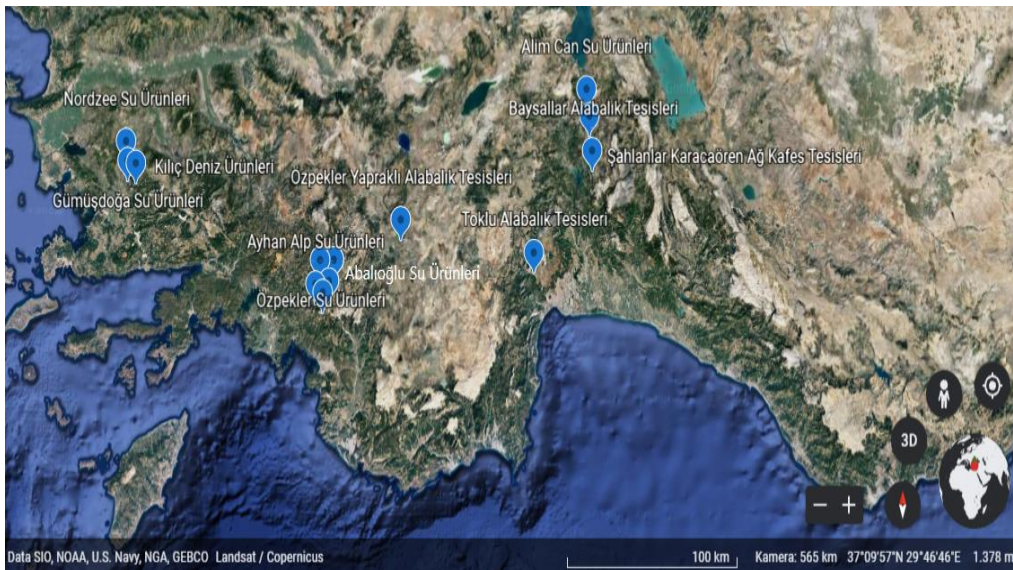 Alim Can Su Ürünleri
Nordzee Su Ürünleri
Baysallar Alabalık Tesisleri
Kılıç Deniz Ürünleri
Şahlanlar Karacaören Ağ Kafes Tesisleri
Özpekler Yapraklı Alabalık Tesisleri
Gümüşdoğa Su Ürünleri
Toklu Alabalık Tesisleri
Ayhan Alp Su Ürünleri
Abalıoğlu Su Ürünleri
Özpekler Su Ürünleri
3D
Data SIO, NOAA, U.S. Navy, NGA, GEBCO Landsat / Copernicus 100 km Kamera: 565 km 37°09'57"N 29°46'46"E 1.378 m